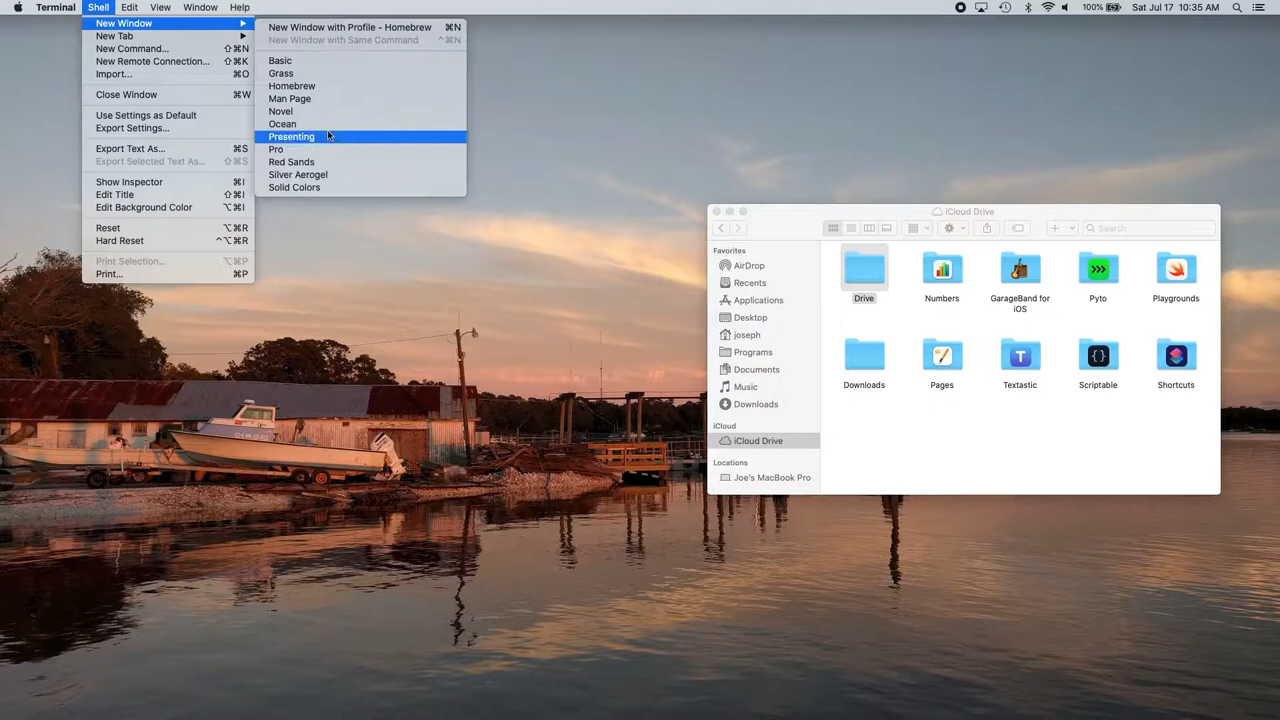 Terminal Shell Edit View Window Help 100% Sat Jul 17 10:35 AM
New Window
New Tab
New Command... ⇧⌘N
New Remote Connection... ⇧⌘K
Import... ⌘O
Close Window ⌘W
Use Settings as Default
Export Settings...
Export Text As... ⌘S
Export Selected Text As... ⇧⌘S
Show Inspector ⌘I
Edit Title ⇧⌘I
Edit Background Color ⌥⌘I
Reset ⌥⌘R
Hard Reset ^⌥⌘R
Print Selection... ⌥⌘P
Print... ⌘P
New Window with Profile - Homebrew ⌘N
New Window with Same Command ^⌘N
Basic
Grass
Homebrew
Man Page
Novel
Ocean
Presenting
Pro
Red Sands
Silver Aerogel
Solid Colors
iCloud Drive
Search
Favorites
AirDrop
Recents
Applications
Desktop
joseph
Programs
Documents
Music
Downloads
iCloud
iCloud Drive
Locations
Joe's MacBook Pro
Drive
Numbers
GarageBand for
iOS
Pyto
Playgrounds
Downloads
Pages
Textastic
Scriptable
Shortcuts